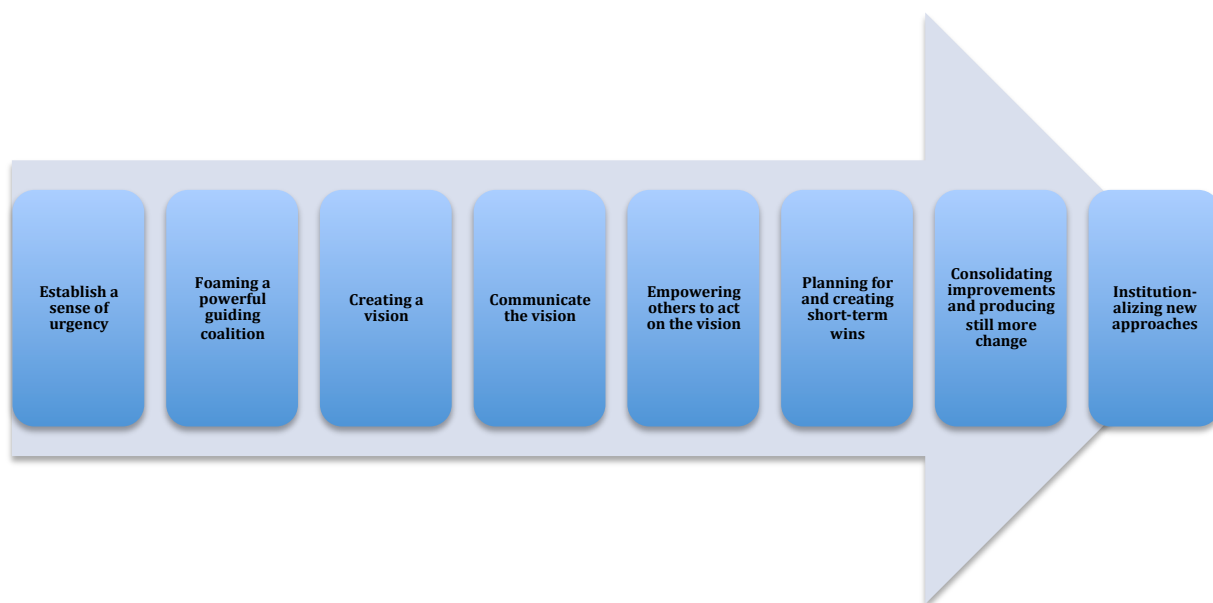 Establish a
sense of
urgency
Foaming a
powerful
guiding
coalition
Creating a
vision
Communicate
the vision
Empowering
others to act
on the vision
Planning for
and creating
short-term
wins
Consolidating
improvements
and producing
still more
change
Institution-
alizing new
approaches